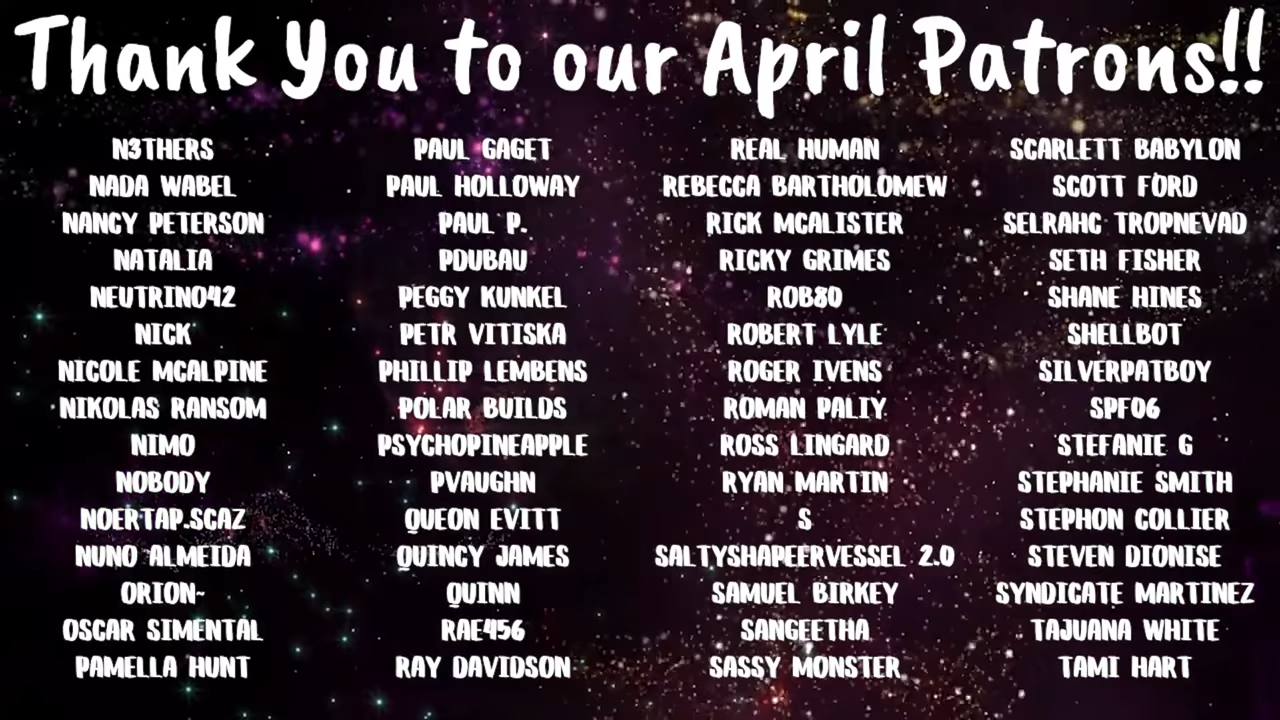 Thank You to our April Patrons!!
N3THERS
NADA WABEL
NANCY PETERSON
NATALIA
NEUTRINO42
NICK
NICOLE MCALPINE
NIKOLAS RANSOM
NIMO
NOBODY
NOERTAP.SCAZ
NUNO ALMEIDA
ORION~
OSCAR SIMENTAL
PAMELLA HUNT
PAUL GAGET
PAUL HOLLOWAY
PAUL P.
PDUBAU
PEGGY KUNKEL
PETR VITISKA
PHILLIP LEMBENS
POLAR BUILDS
PSYCHOPINEAPPLE
PVAUGHN
QUEON EVITT
QUINCY JAMES
QUINN
RAE456
RAY DAVIDSON
REAL HUMAN
REBECCA BARTHOLOMEW
RICK MCALISTER
RICKY GRIMES
ROB80
ROBERT LYLE
ROGER IVENS
ROMAN PALIY
ROSS LINGARD
RYAN MARTIN
S
SALTYSHAPEERVESSEL 2.0
SAMUEL BIRKEY
SANGEETHA
SASSY MONSTER
SCARLETT BABYLON
SCOTT FORD
SELRAHC TROPNEVAD
SETH FISHER
SHANE HINES
SHELLBOT
SILVERPATBOY
SPF06
STEFANIE G
STEPHANIE SMITH
STEPHON COLLIER
STEVEN DIONISE
SYNDICATE MARTINEZ
TAJUANA WHITE
TAMI HART